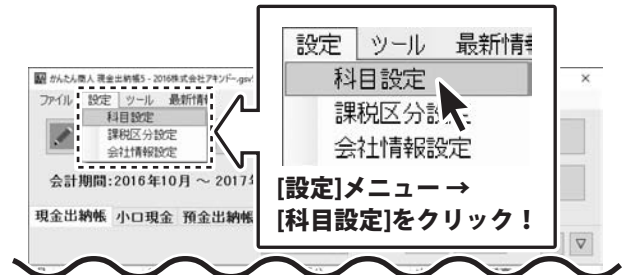 かんたん商人 現金出納帳5 - 2016株式会社アキンドー.gsv
ファイル 設定 ツール 最新情
科目設定
課税区分設定
会社情報設定
会計期間:2016年10月 ～ 2017
現金出納帳 小口現金 預金出納帳
設定 ツール 最新情
科目設定
課税区分設定
会社情報設定
[設定]メニュー→
[科目設定]をクリック！